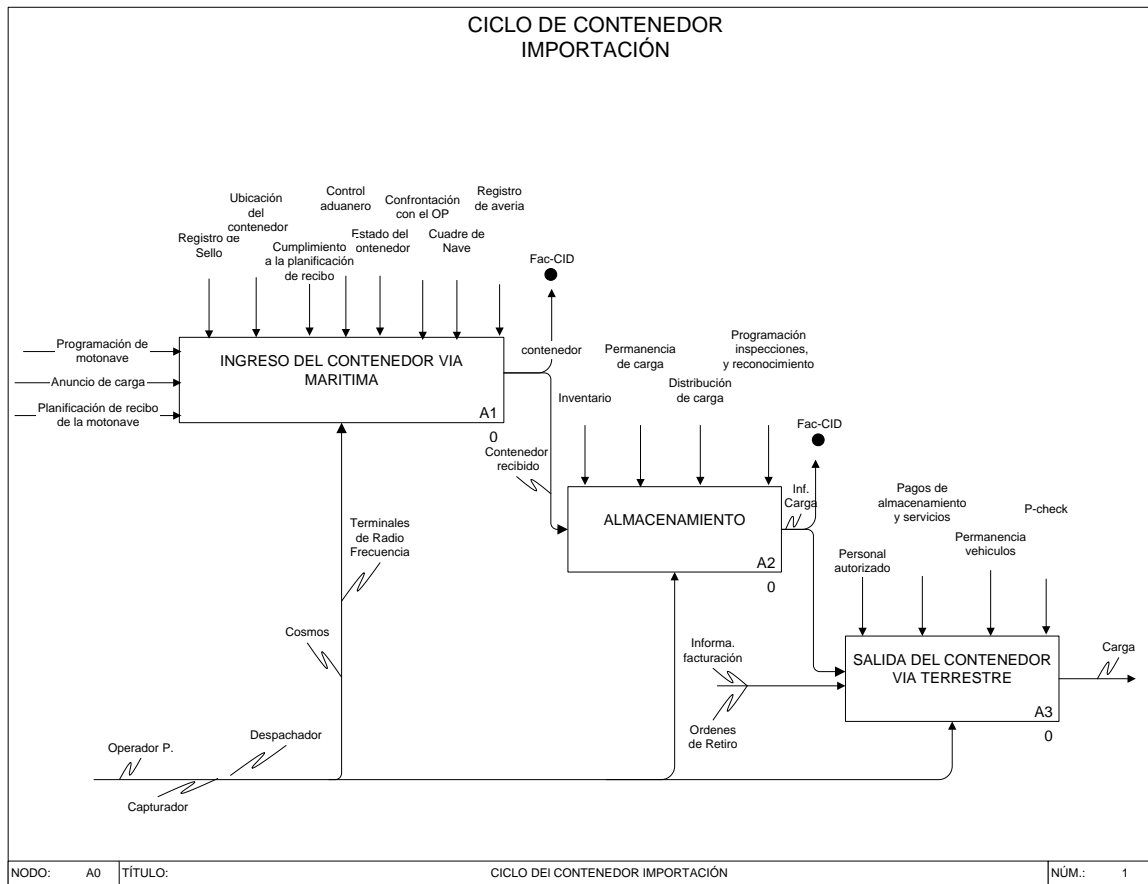 CICLO DE CONTENEDOR
IMPORTACIÓN
Ubicación
del
contenedor
Control
aduanero
Confrontación
con el OP
Registro
de averia
Registro de
Sello
Cumplimiento
a la planificación
de recibo
Estado del
ontenedor
Cuadre de
Nave
Fac-CID
Programación de
motonave
Anuncio de carga
Planificación de recibo
de la motonave
INGRESO DEL CONTENEDOR VIA
MARITIMA
A1
0
contenedor
Permanencia
de carga
Programación
inspecciones,
y reconocimiento
Inventario
Distribución
de carga
Fac-CID
Contenedor
recibido
ALMACENAMIENTO
A2
0
Inf.
Carga
Pagos de
almacenamiento
y servicios
P-check
Personal
autorizado
Permanencia
vehiculos
Terminales
de Radio
Frecuencia
Cosmos
Informa.
facturación
Ordenes
de Retiro
SALIDA DEL CONTENEDOR
VIA TERRESTRE
A3
0
Carga
Operador P.
Despachador
Capturador
NODO: A0 TÍTULO: CICLO DEl CONTENEDOR IMPORTACIÓN NÚM.: 1